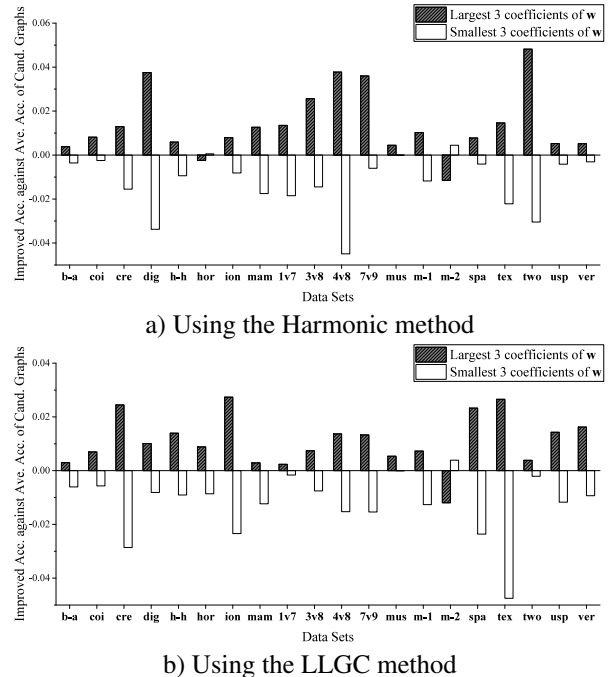 Improved Acc. against Ave. Acc. of Cand. Graphs
Largest 3 coefficients of w
Smallest 3 coefficients of w
0.06
0.04
0.02
0.00
-0.02
-0.04
b-a coi cre dig h-h hor ion mam 1v7 3v8 4v8 7v9 mus m-1 m-2 spa tex two usp ver
Data Sets
a) Using the Harmonic method
Improved Acc. against Ave. Acc. of Cand. Graphs
Largest 3 coefficients of w
Smallest 3 coefficients of w
0.04
0.02
0.00
-0.02
-0.04
b-a coi cre dig h-h hor ion mam 1v7 3v8 4v8 7v9 mus m-1 m-2 spa tex two usp ver
Data Sets
b) Using the LLGC method